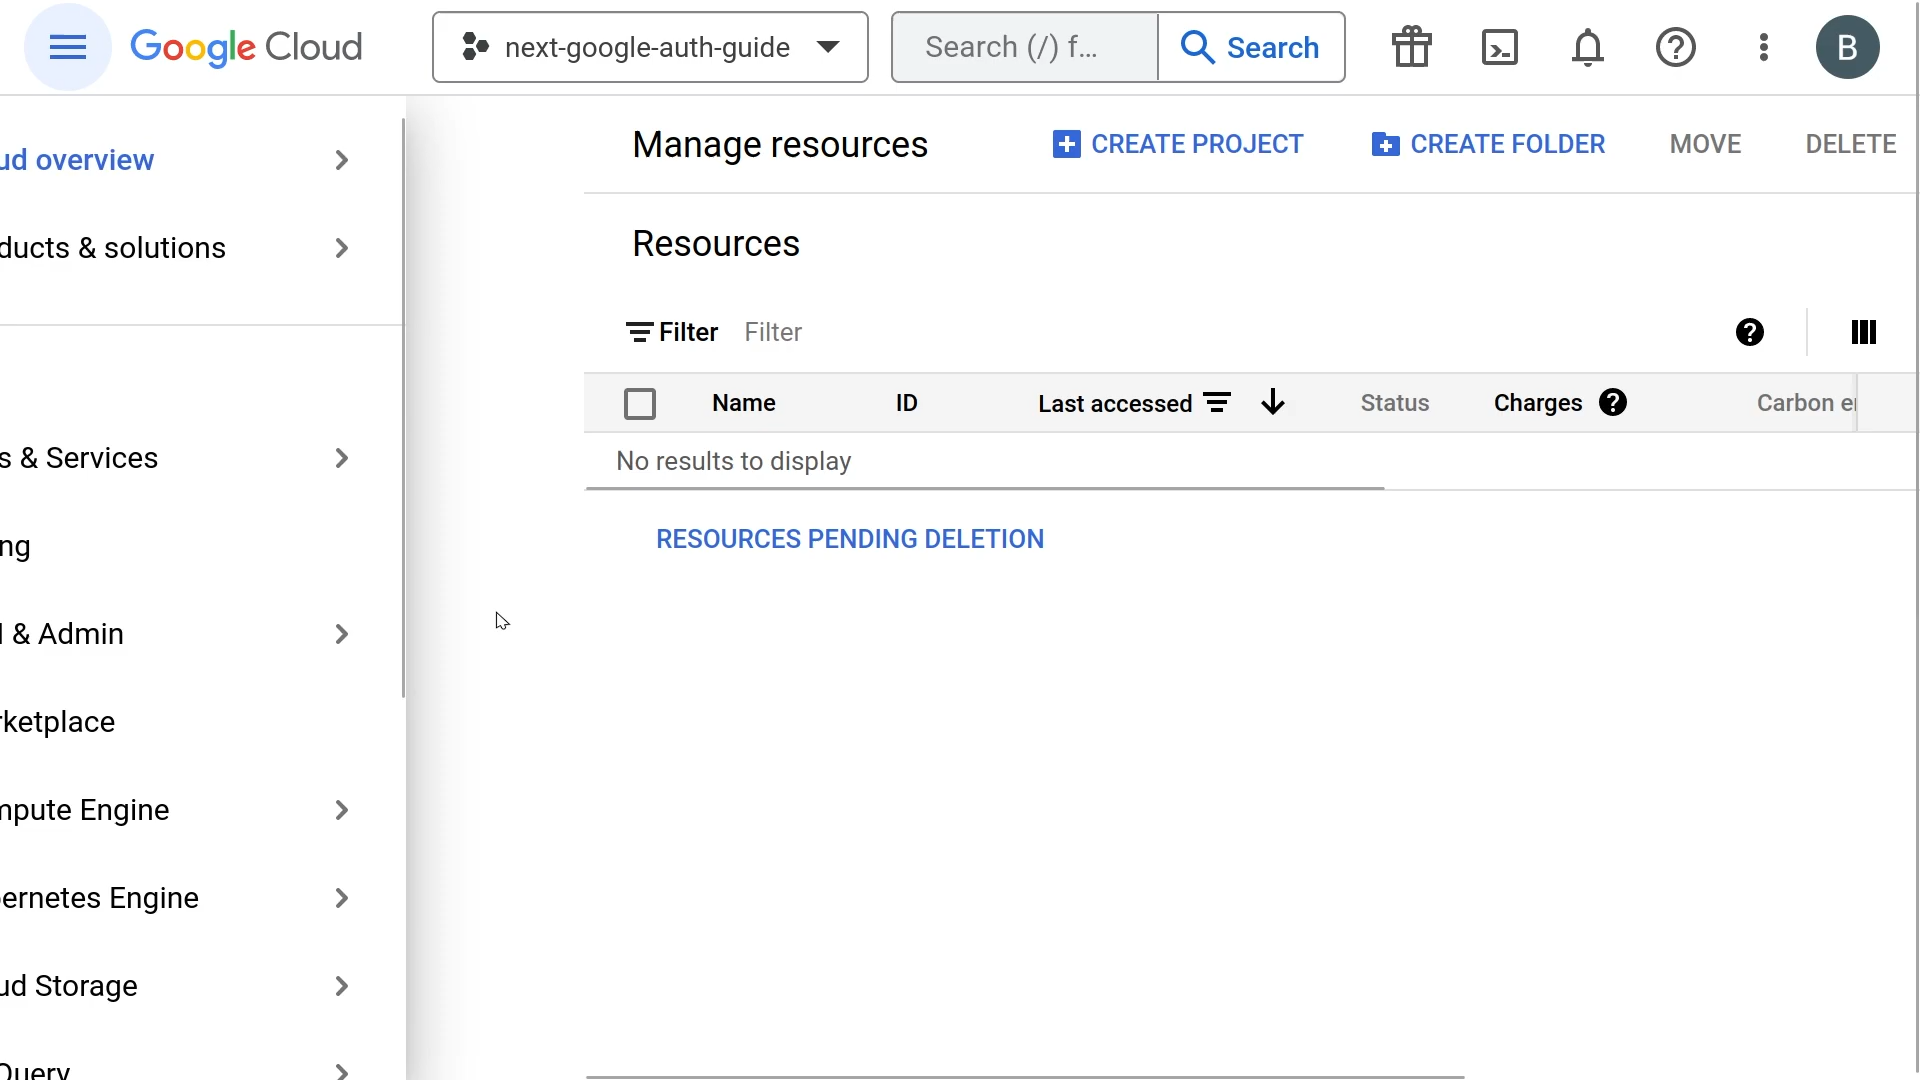 Google Cloud
next-google-auth-guide
Search (/) f...
Search
B
ud overview
ducts & solutions
s & Services
ng
& Admin
rketplace
mpute Engine
ernetes Engine
ud Storage
Query
Manage resources
CREATE PROJECT
CREATE FOLDER
MOVE
DELETE
Resources
Filter Filter
Name ID Last accessed Status Charges Carbon e
No results to display
RESOURCES PENDING DELETION